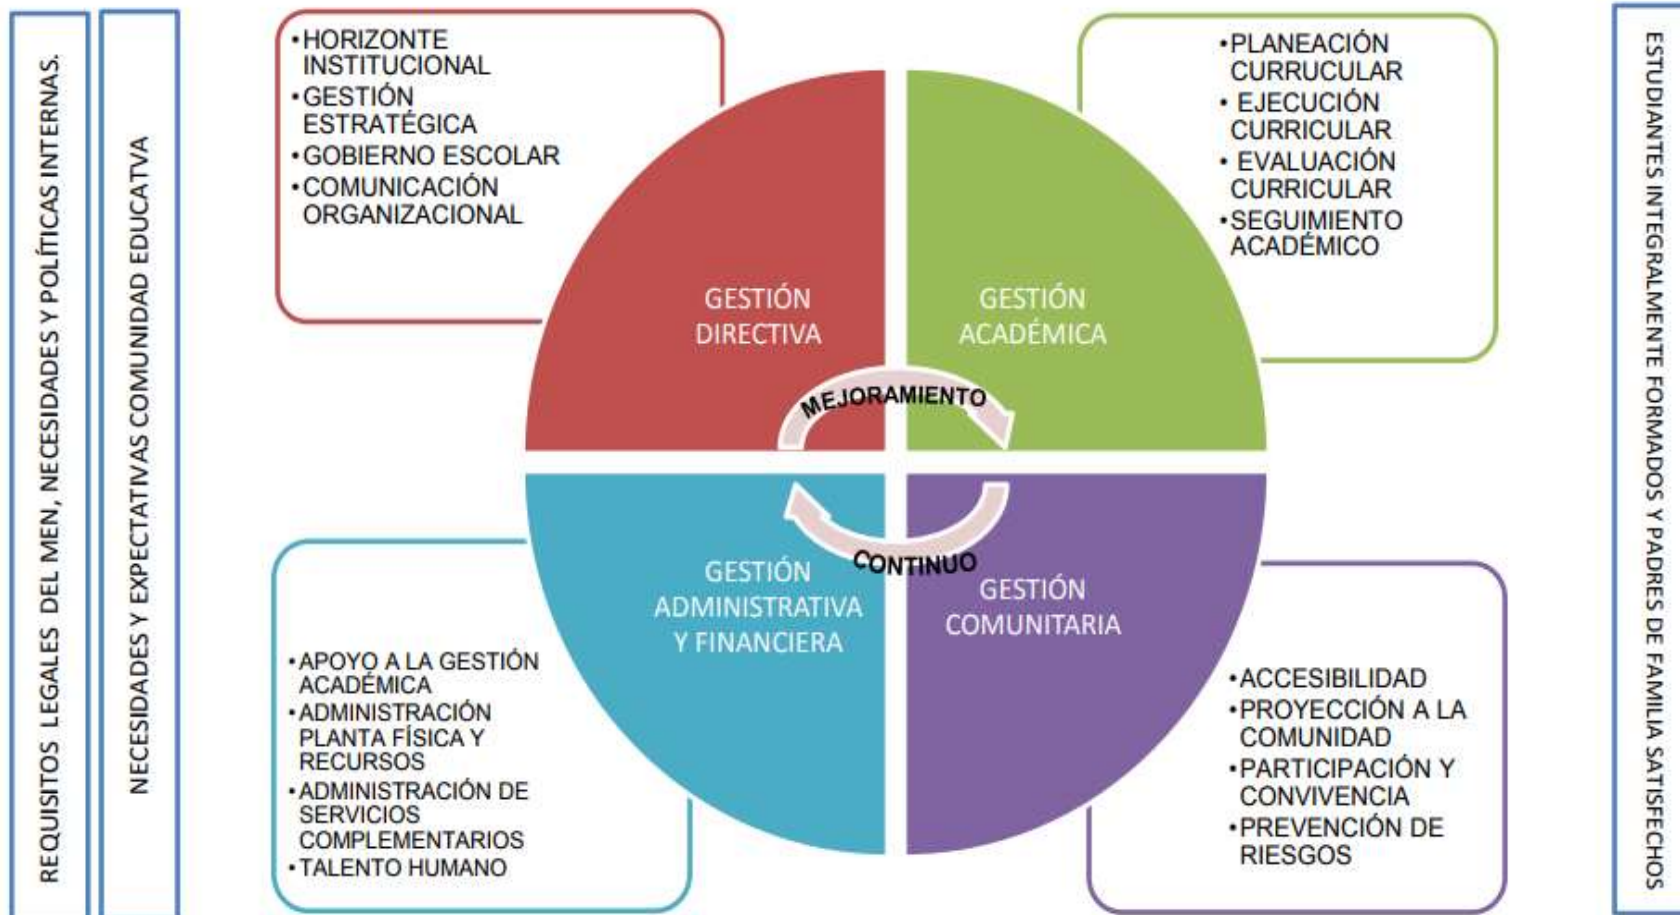 REQUISITOS LEGALES DEL MEN, NECESIDADES Y POLÍTICAS INTERNAS.
NECESIDADES Y EXPECTATIVAS COMUNIDAD EDUCATVA
•HORIZONTE
INSTITUCIONAL
•GESTIÓN
ESTRATÉGICA
•GOBIERNO ESCOLAR
•COMUNICACIÓN
ORGANIZACIONAL
•PLANEACIÓN
CURRUCULAR
• EJECUCIÓN
CURRICULAR
• EVALUACIÓN
CURRICULAR
•SEGUIMIENTO
ACADÉMICO
GESTIÓN
DIRECTIVA
GESTIÓN
ACADÉMICA
MEJORAMIENTO
CONTINUO
GESTIÓN
ADMINISTRATIVA
Y FINANCIERA
GESTIÓN
COMUNITARIA
•APOYO A LA GESTIÓN
ACADÉMICA
•ADMINISTRACIÓN
PLANTA FÍSICA Y
RECURSOS
•ADMINISTRACIÓN DE
SERVICIOS
COMPLEMENTARIOS
•TALENTO HUMANO
•ACCESIBILIDAD
•PROYECCIÓN A LA
COMUNIDAD
•PARTICIPACIÓN Y
CONVIVENCIA
•PREVENCIÓN DE
RIESGOS
ESTUDIANTES INTEGRALMENTE FORMADOS Y PADRES DE FAMILIA SATISFECHOS